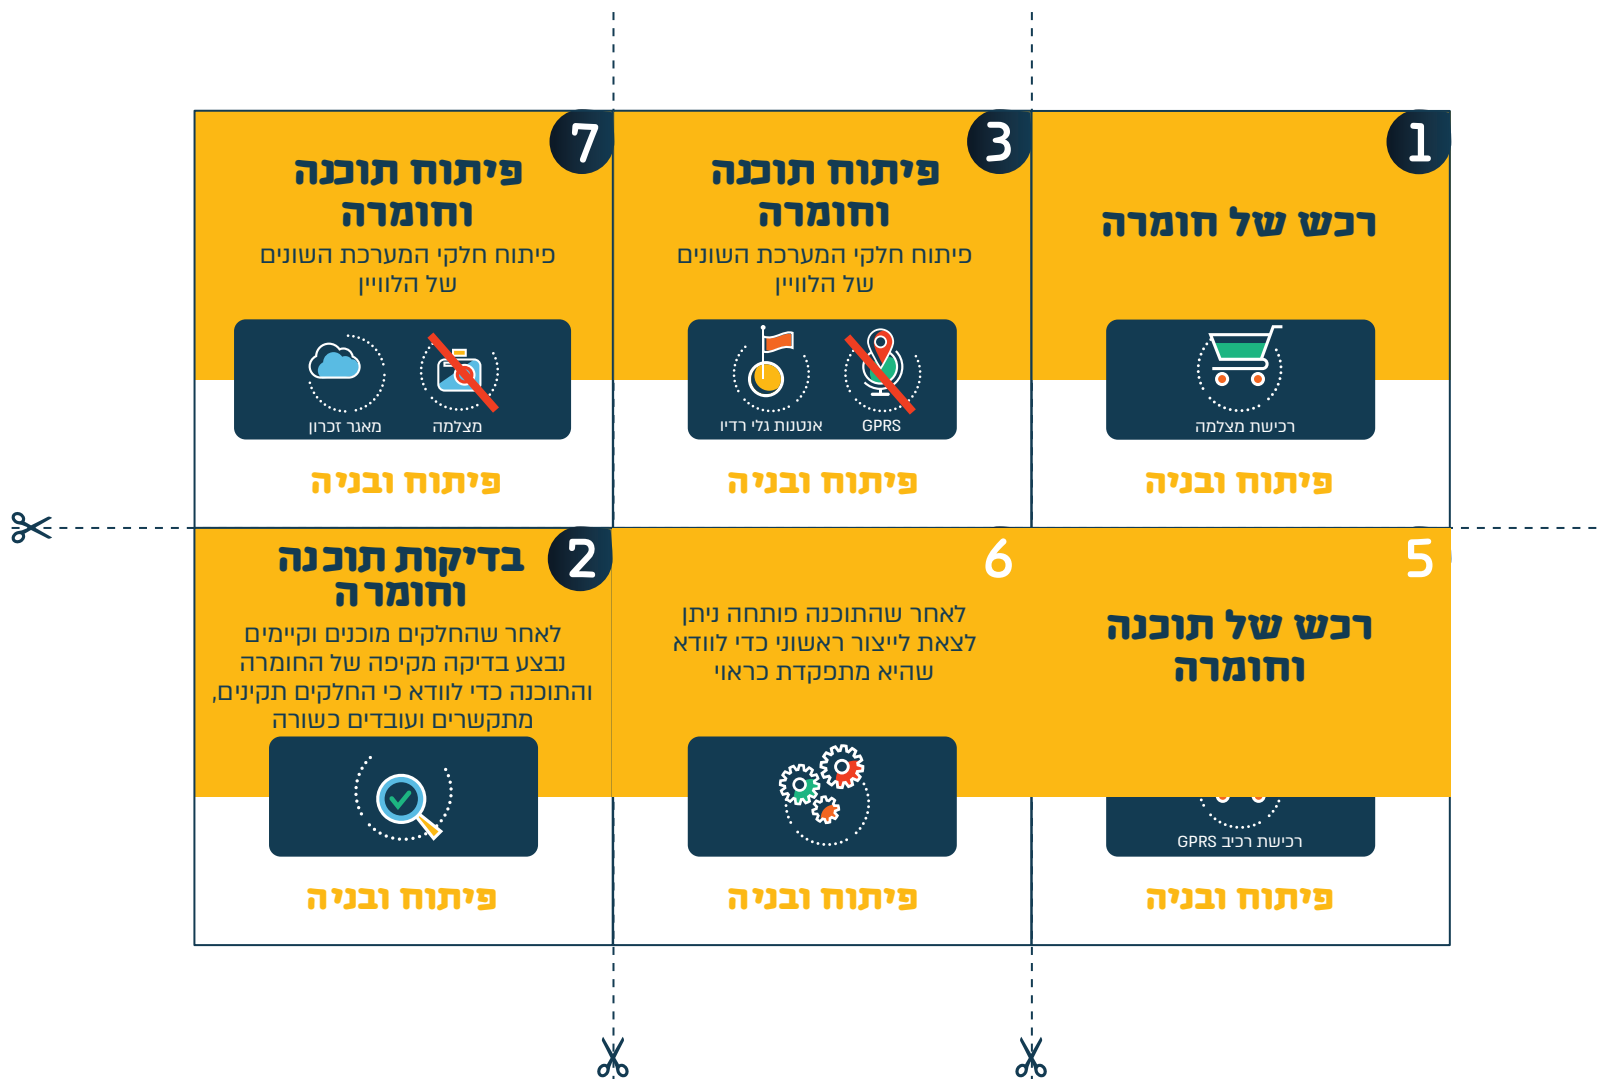 1
רכש של חומרה
רכישת מצלמה
פיתוח ובניה
3
פיתוח תוכנה
וחומרה
פיתוח חלקי המערכת השונים
של הלוויין
GPRS
אנטנות גלי רדיו
פיתוח ובניה
7
פיתוח תוכנה
וחומרה
פיתוח חלקי המערכת השונים
של הלוויין
מצלמה
מאגר זכרון
פיתוח ובניה
5
רכש של תוכנה
וחומרה
רכישת רכיב GPRS
פיתוח ובניה
6
לאחר שהתוכנה פותחה ניתן
לצאת לייצור ראשוני כדי לוודא
שהיא מתפקדת כראוי
פיתוח ובניה
2
בדיקות תוכנה
וחומרה
לאחר שהחלקים מוכנים וקיימים
נבצע בדיקה מקיפה של החומרה
והתוכנה כדי לוודא כי החלקים תקינים,
מתקשרים ועובדים כשורה
פיתוח ובניה